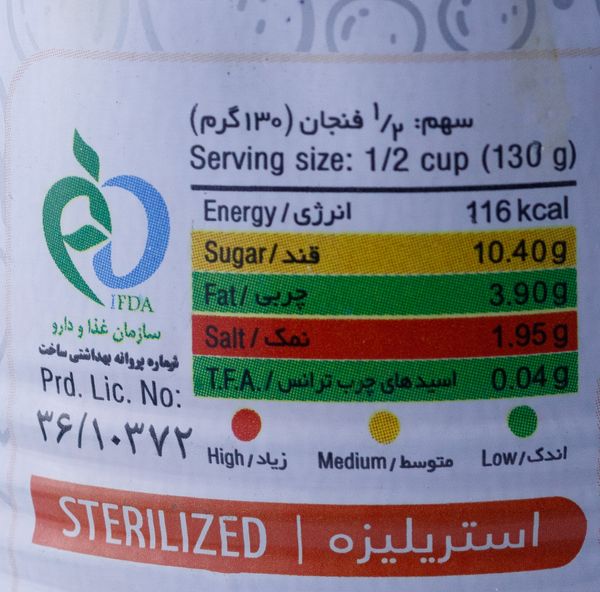 سهم: ۱/۲ فنجان (۱۳۰گرم)
Serving size: 1/2 cup (130 g)
Energy/انرژی 116 kcal
Sugar/قند 10.40g
Fat/چربی 3.90g
Salt/نمک 1.95g
T.F.A./اسیدهای چرب ترانس 0.04g
High/زیاد Medium/متوسط Low/اندک
IFDA
سازمان غذا و دارو
شماره پروانه بهداشتی ساخت
Prd. Lic. No:
۳۶/۱۰۳۷۲
STERILIZED | استریلیزه